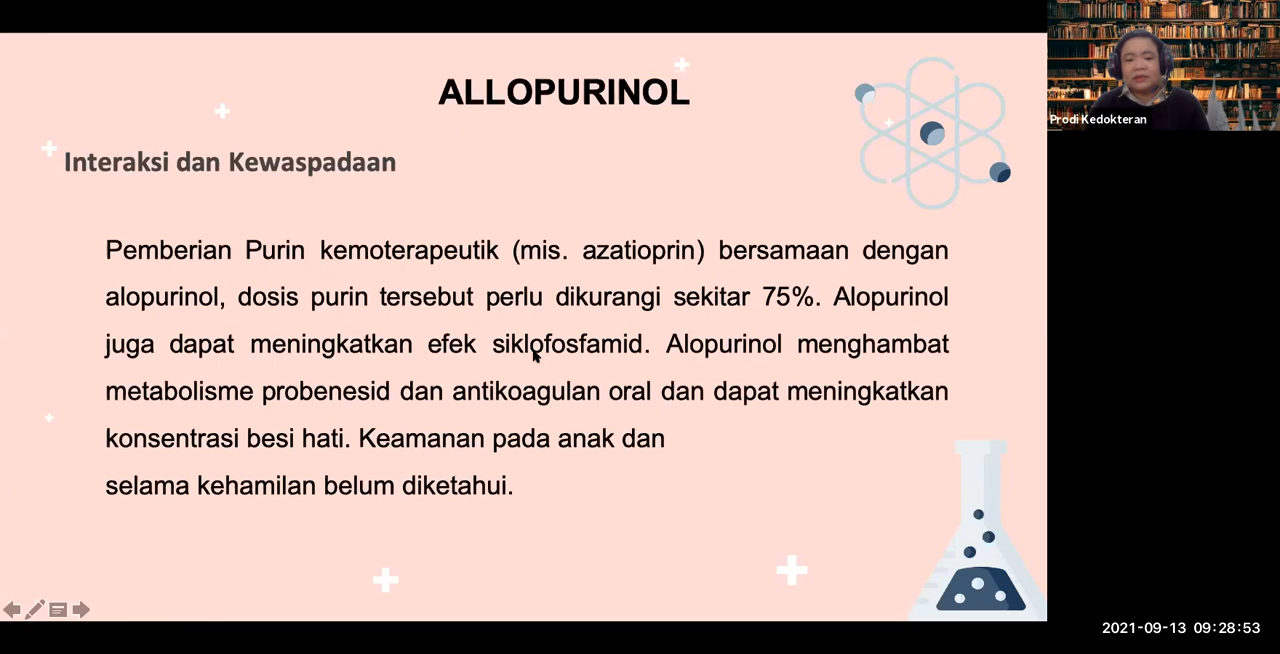 ALLOPURINOL
Interaksi dan Kewaspadaan
Pemberian Purin kemoterapeutik (mis. azatioprin) bersamaan dengan
alopurinol, dosis purin tersebut perlu dikurangi sekitar 75%. Alopurinol
juga dapat meningkatkan efek siklofosfamid. Alopurinol menghambat
metabolisme probenesid dan antikoagulan oral dan dapat meningkatkan
konsentrasi besi hati. Keamanan pada anak dan
selama kehamilan belum diketahui.
Prodi Kedokteran
2021-09-13 09:28:53